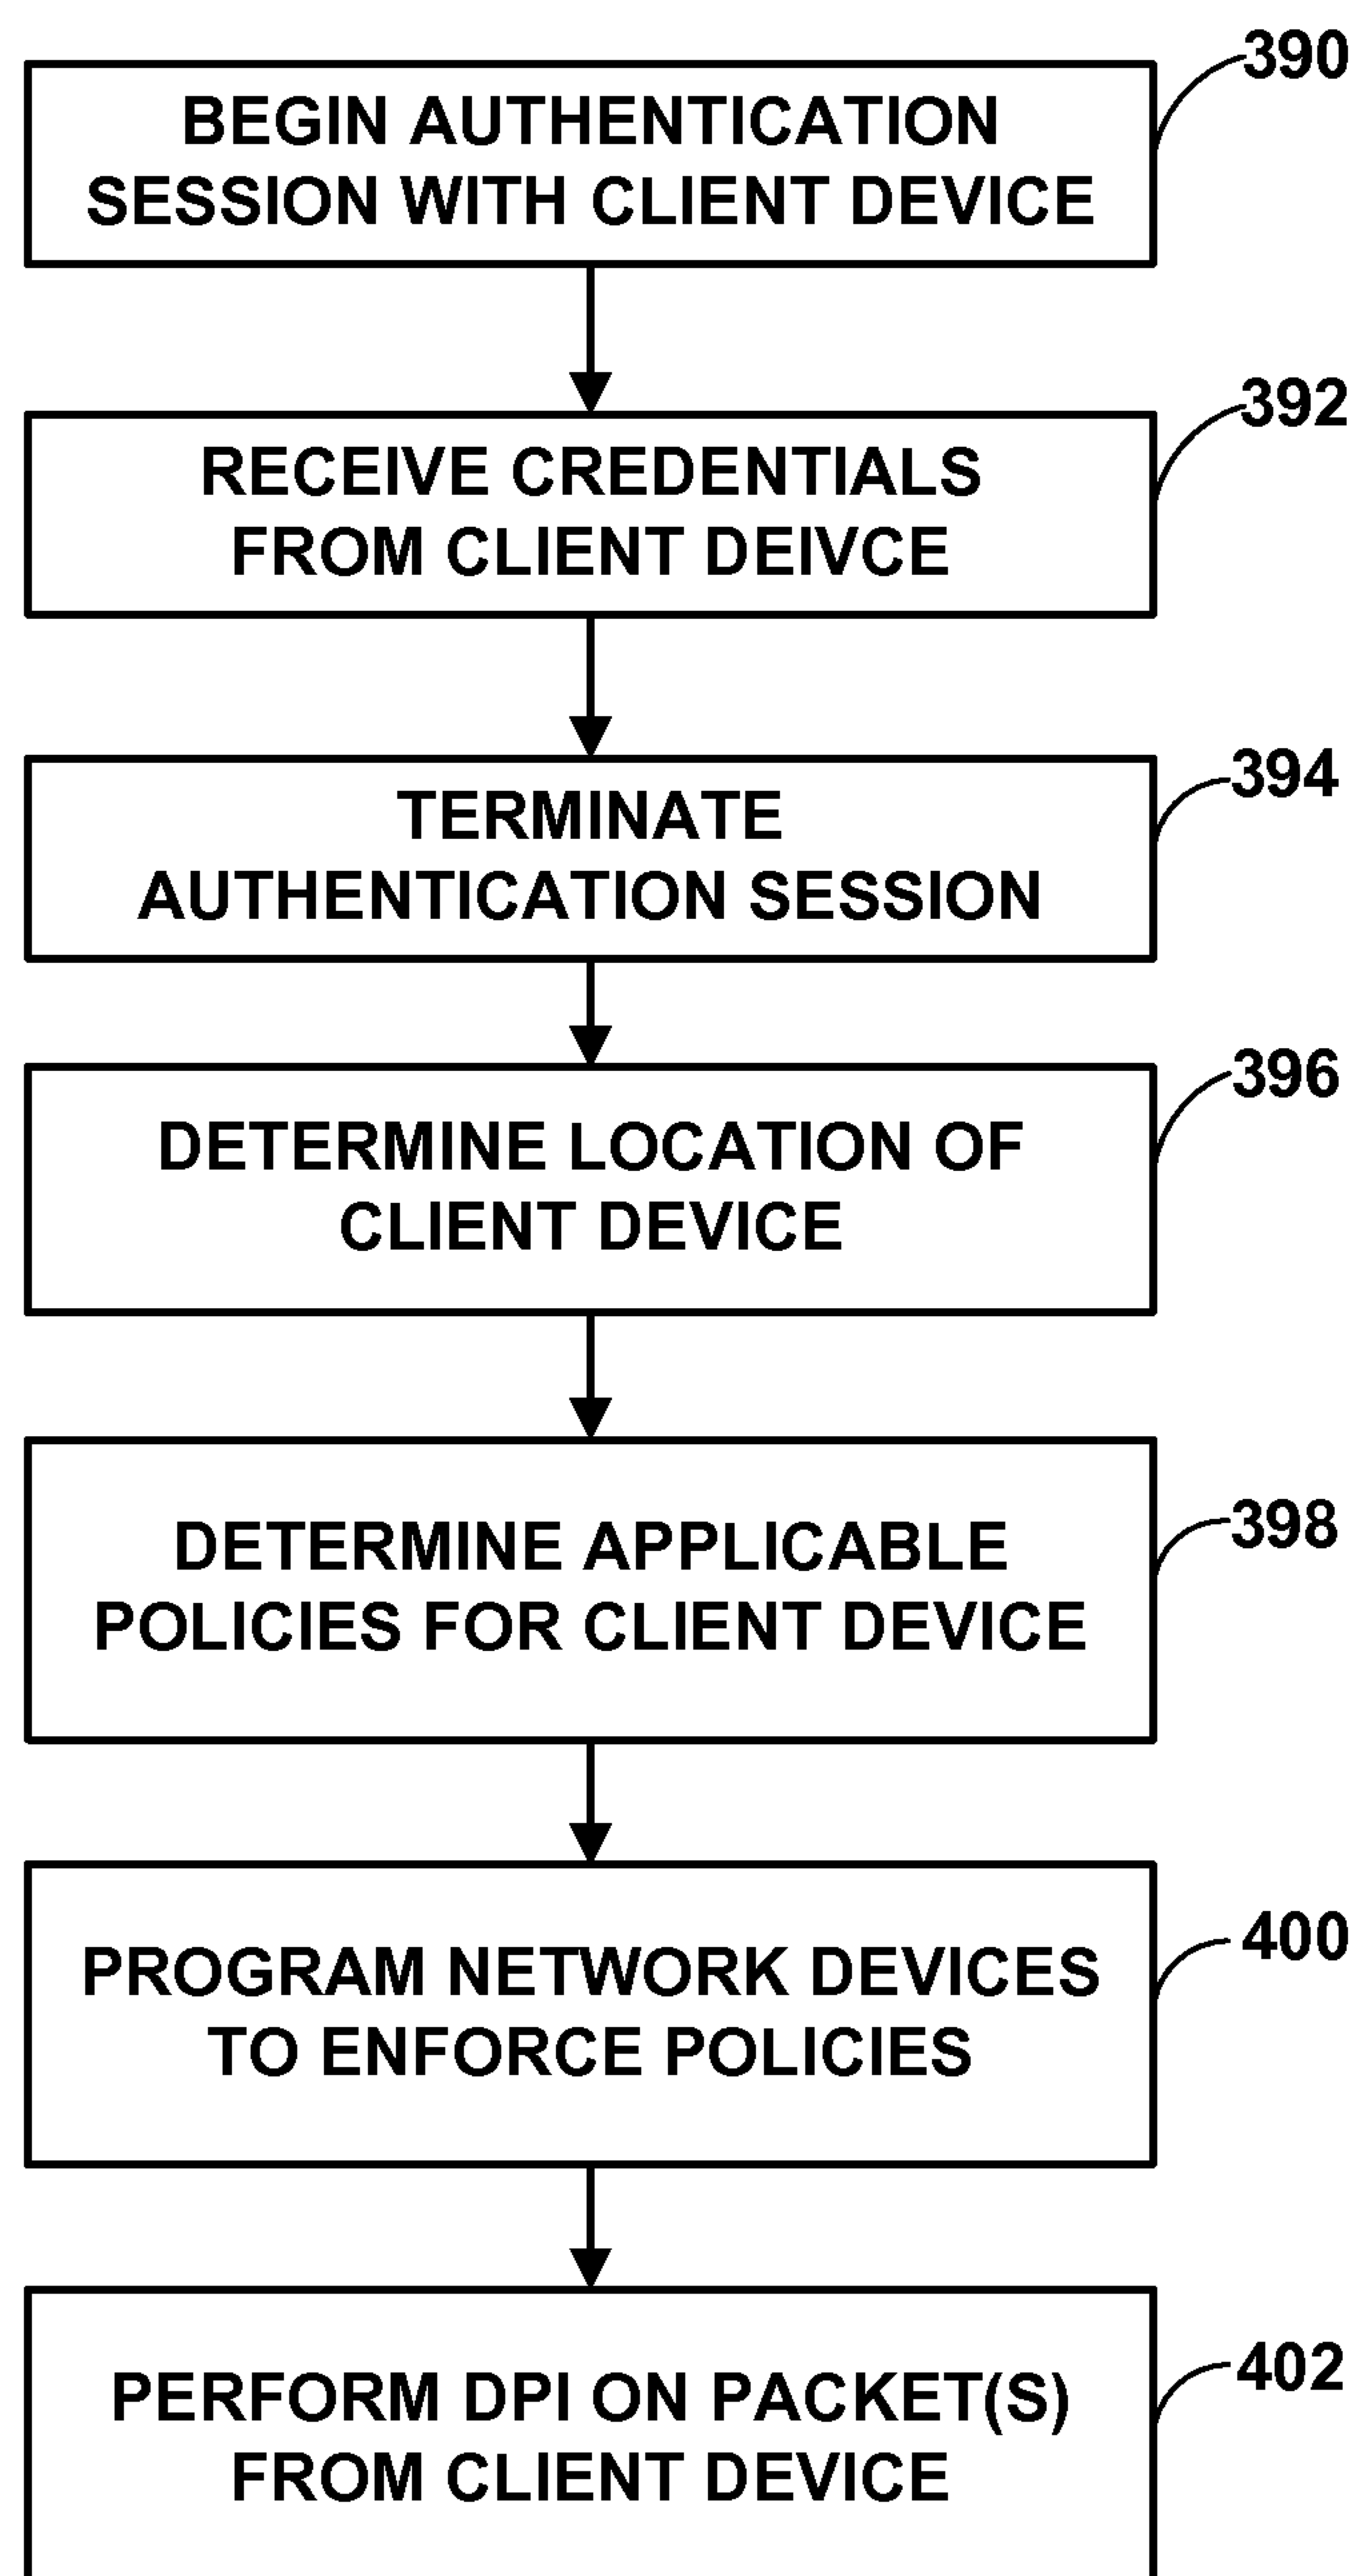 390
BEGIN AUTHENTICATION
SESSION WITH CLIENT DEVICE
392
RECEIVE CREDENTIALS
FROM CLIENT DEIVCE
394
TERMINATE
AUTHENTICATION SESSION
396
DETERMINE LOCATION OF
CLIENT DEVICE
398
DETERMINE APPLICABLE
POLICIES FOR CLIENT DEVICE
400
PROGRAM NETWORK DEVICES
TO ENFORCE POLICIES
402
PERFORM DPI ON PACKET(S)
FROM CLIENT DEVICE